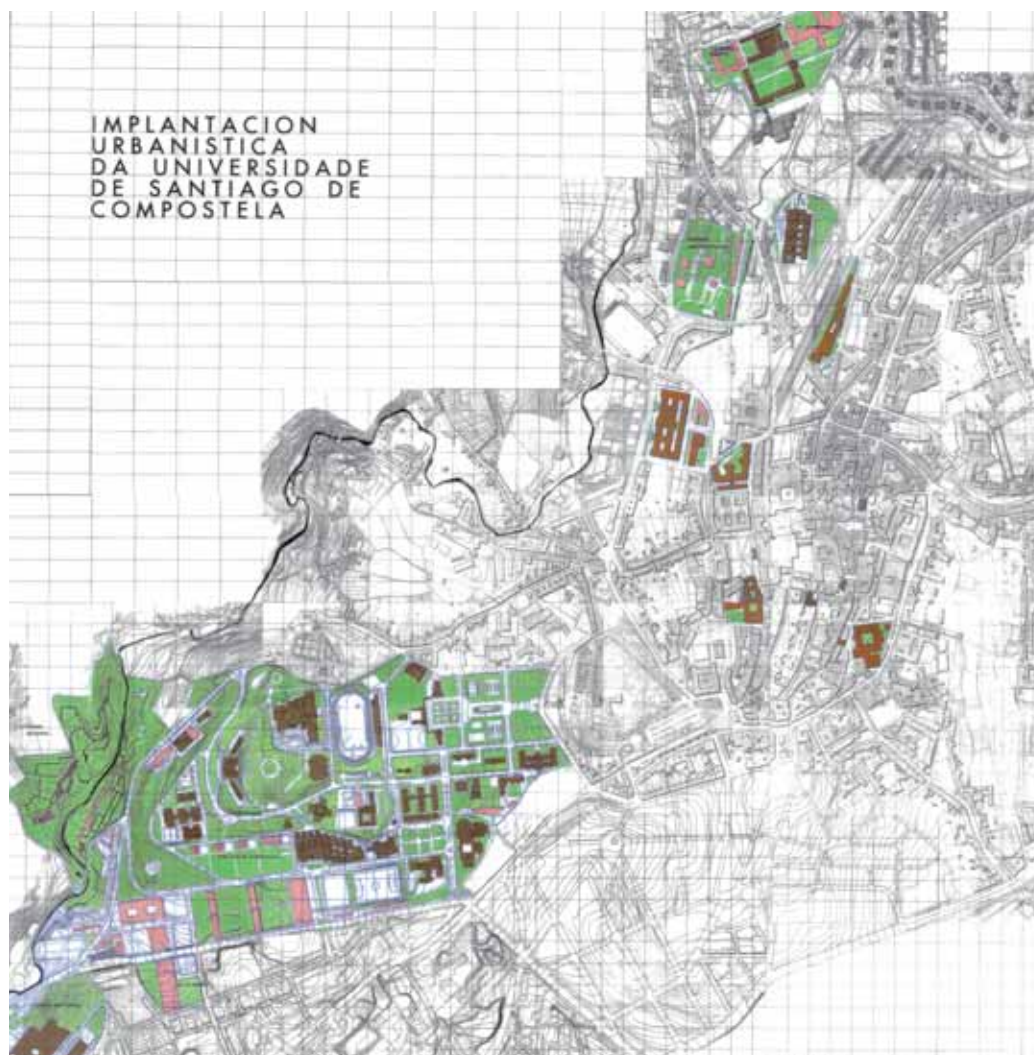 IMPLANTACION
URBANISTICA
DA UNIVERSIDADE
DE SANTIAGO DE
COMPOSTELA